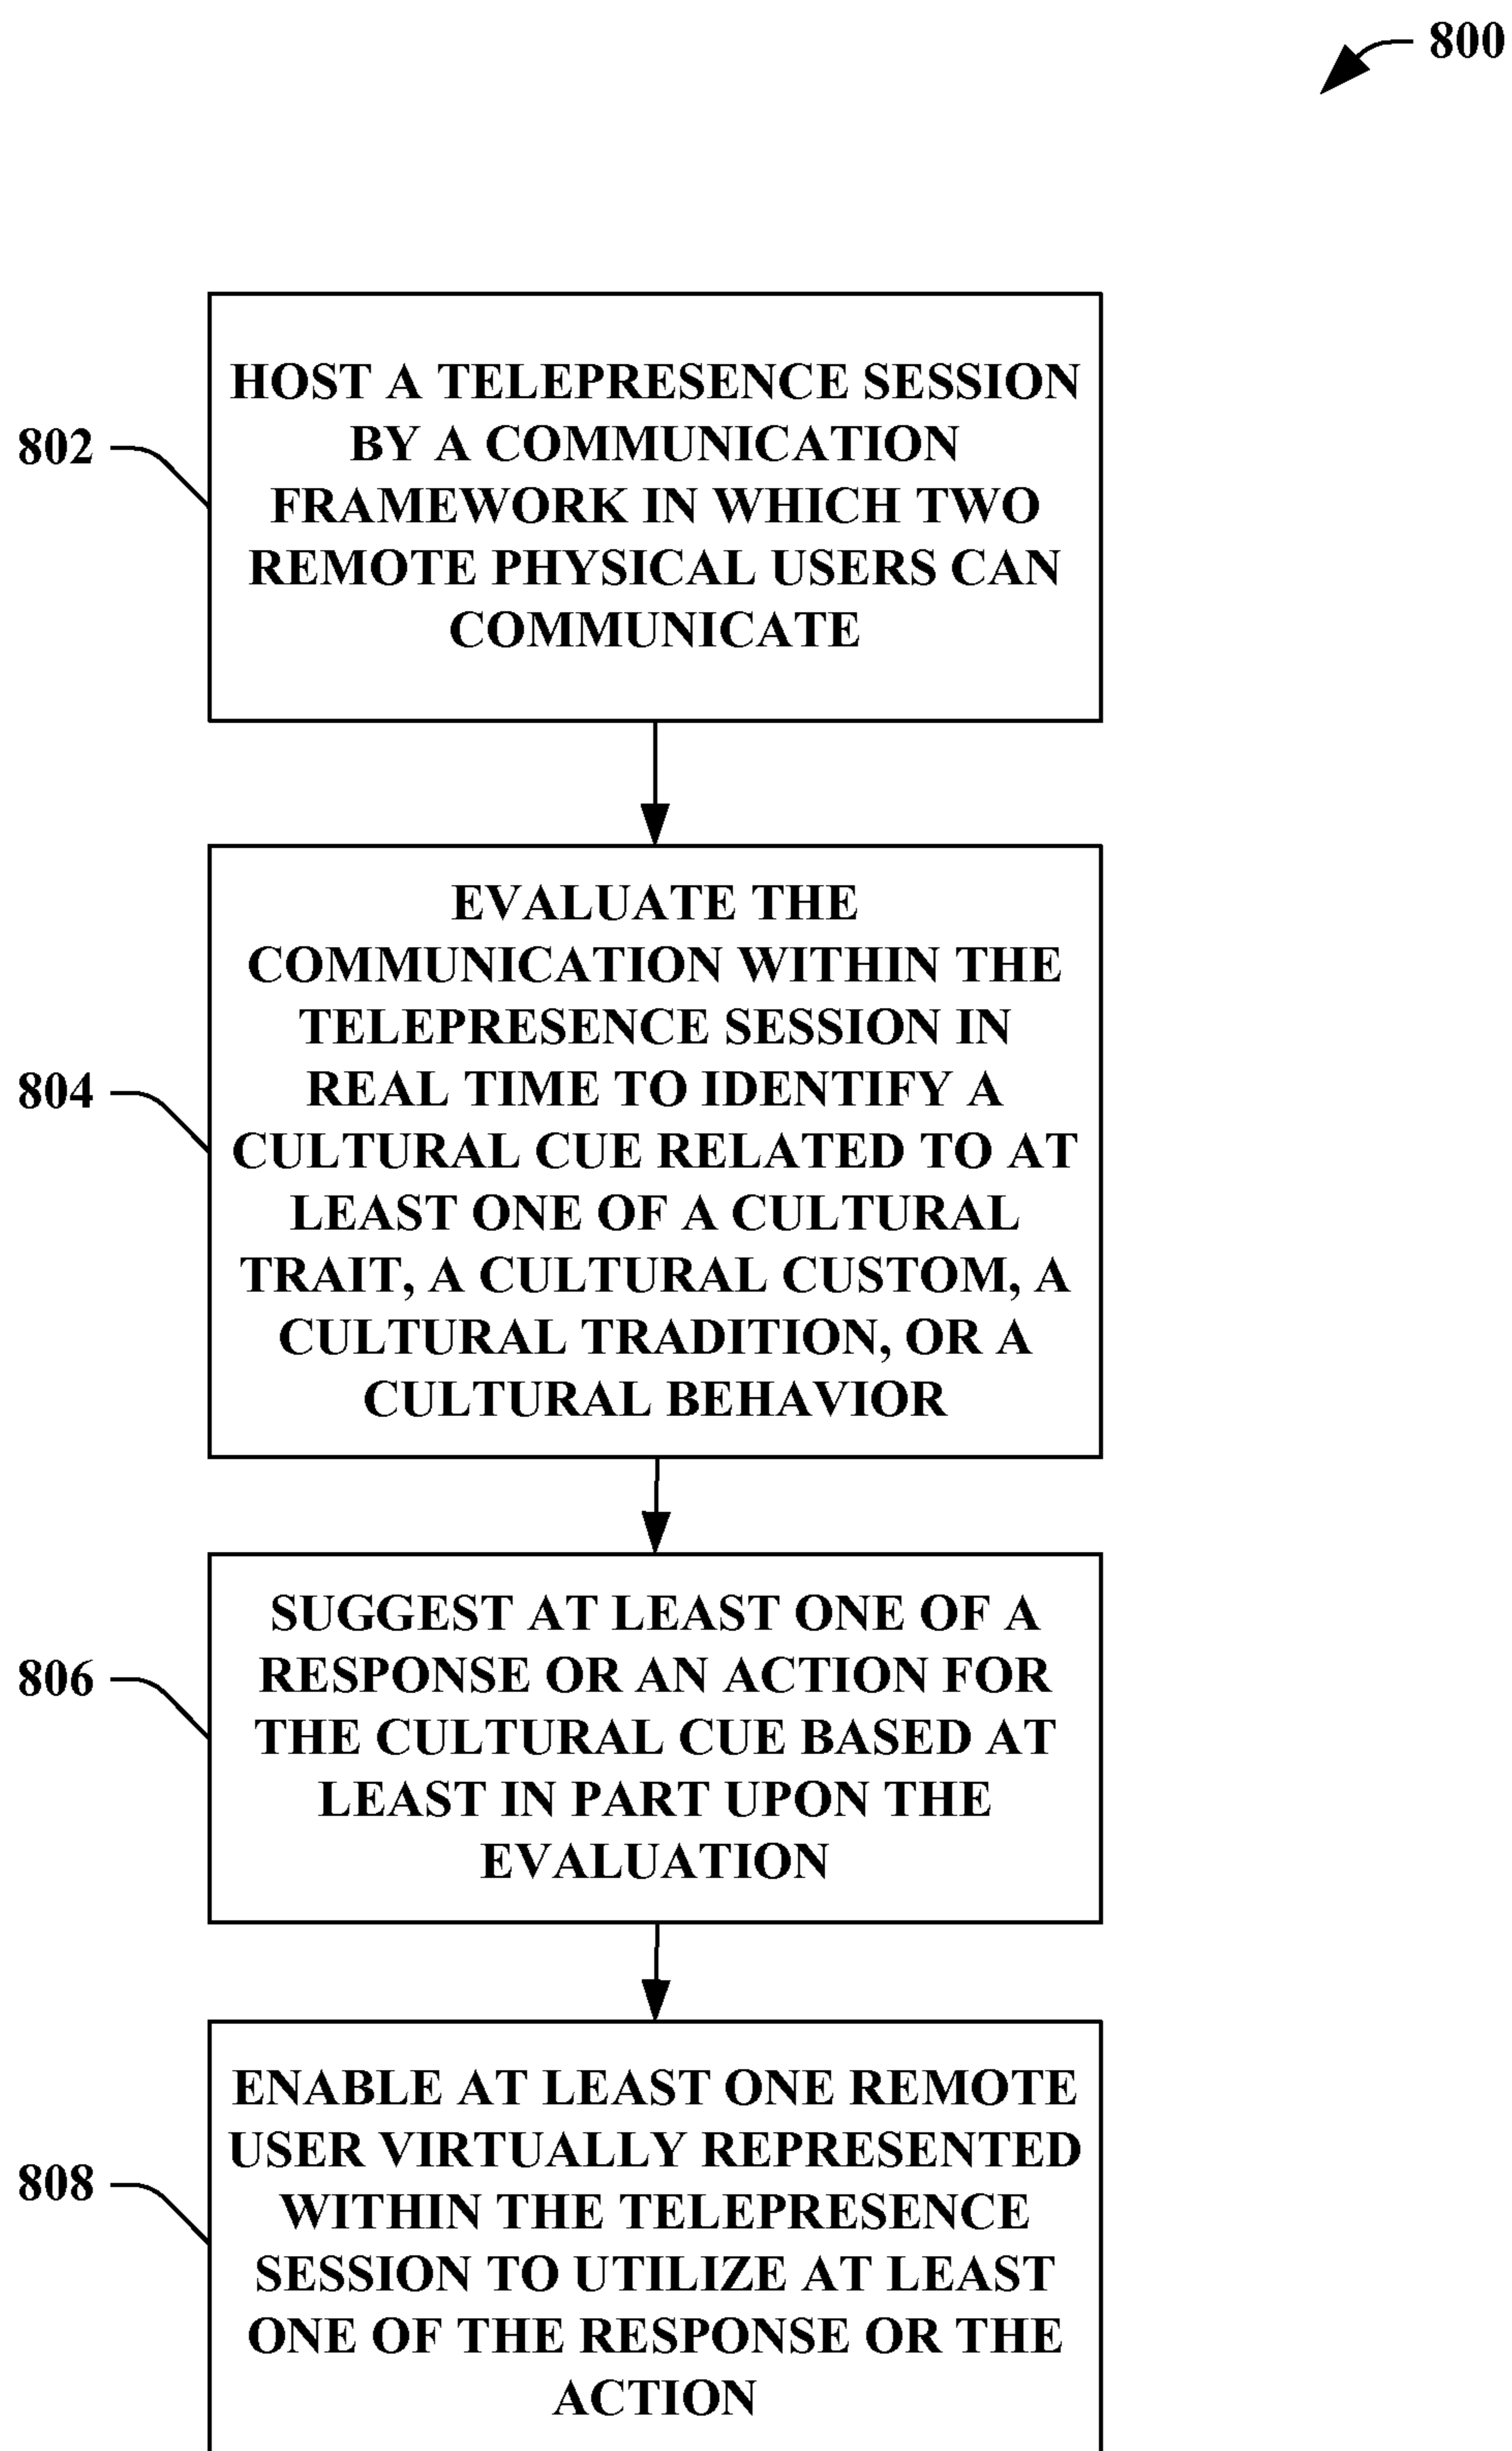 800
802
HOST A TELEPRESENCE SESSION
BY A COMMUNICATION
FRAMEWORK IN WHICH TWO
REMOTE PHYSICAL USERS CAN
COMMUNICATE
804
EVALUATE THE
COMMUNICATION WITHIN THE
TELEPRESENCE SESSION IN
REAL TIME TO IDENTIFY A
CULTURAL CUE RELATED TO AT
LEAST ONE OF A CULTURAL
TRAIT, A CULTURAL CUSTOM, A
CULTURAL TRADITION, OR A
CULTURAL BEHAVIOR
806
SUGGEST AT LEAST ONE OF A
RESPONSE OR AN ACTION FOR
THE CULTURAL CUE BASED AT
LEAST IN PART UPON THE
EVALUATION
808
ENABLE AT LEAST ONE REMOTE
USER VIRTUALLY REPRESENTED
WITHIN THE TELEPRESENCE
SESSION TO UTILIZE AT LEAST
ONE OF THE RESPONSE OR THE
ACTION